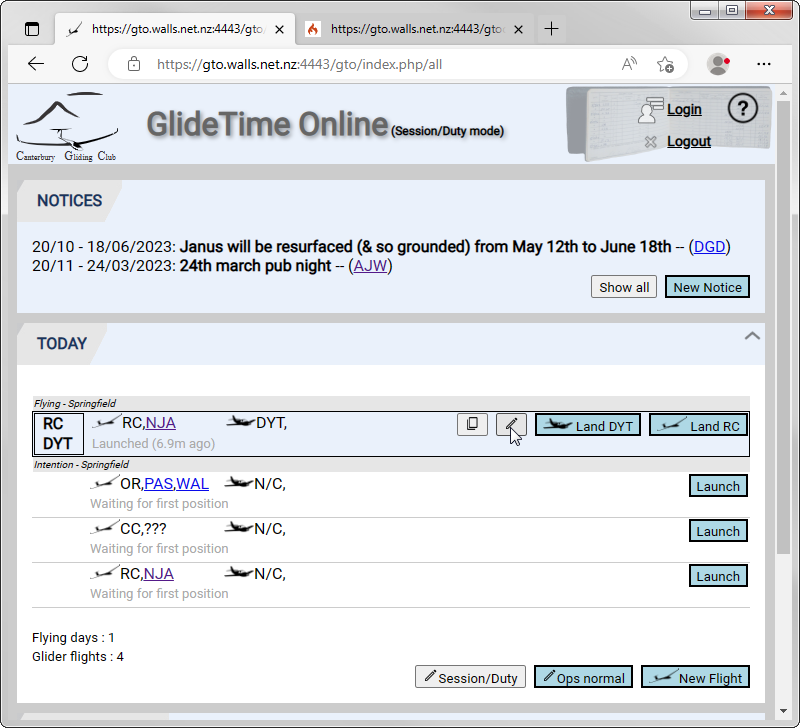 https://gto.walls.net.nz:4443/gto/
https://gto.walls.net.nz:4443/gtoc
https://gto.walls.net.nz:4443/gto/index.php/all
Canterbury Gliding Club
GlideTime Online (Session/Duty mode)
Login
?
Logout
NOTICES
20/10 - 18/06/2023: Janus will be resurfaced (& so grounded) from May 12th to June 18th -- (DGD)
20/11 - 24/03/2023: 24th march pub night -- (AJW)
Show all New Notice
TODAY
Flying - Springfield
RC DYT
RC,NJA DYT, Land DYT Land RC
Launched (6.9m ago)
Intention - Springfield
OR,PAS,WAL N/C, Launch
Waiting for first position
CC,??? N/C, Launch
Waiting for first position
RC,NJA N/C, Launch
Waiting for first position
Flying days : 1
Glider flights : 4
Session/Duty Ops normal New Flight